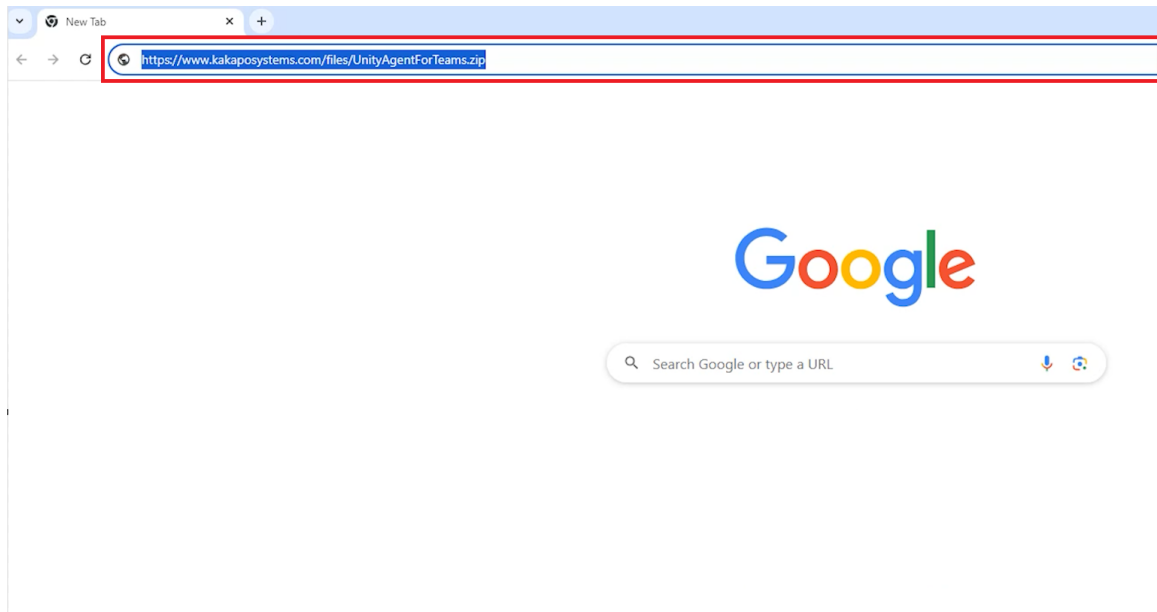 New Tab
https://www.kakaposystems.com/files/UnityAgentForTeams.zip
Google
Search Google or type a URL